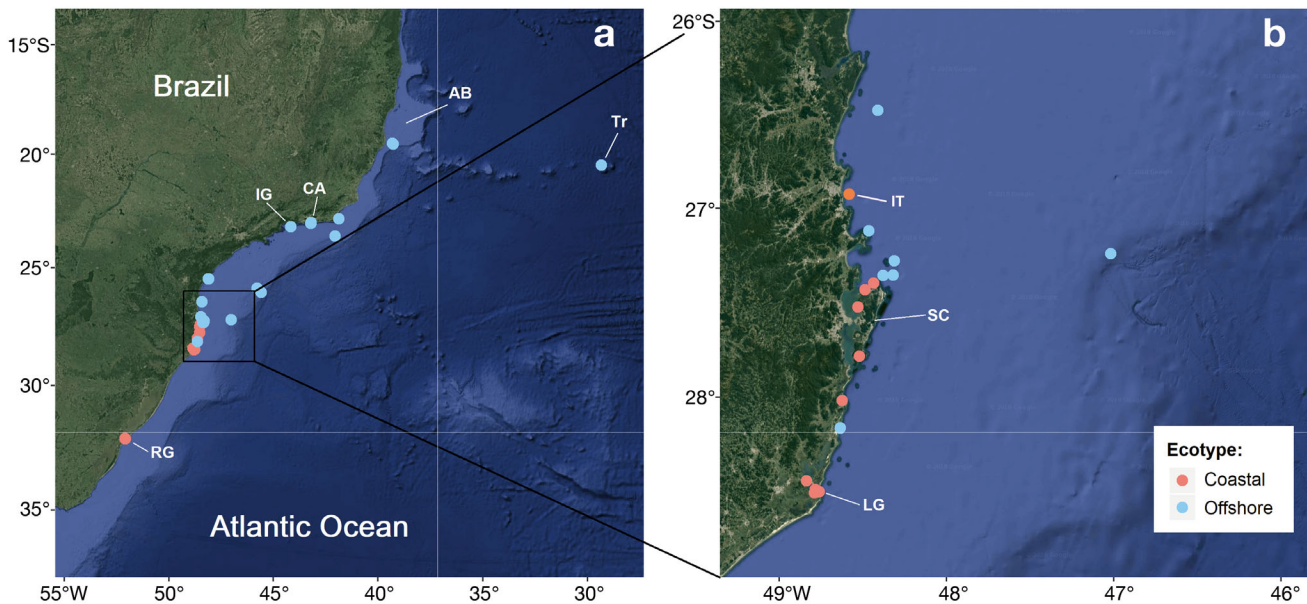 a
15°S
Brazil
AB
Tr
20°
IG
CA
25°
30°
RG
35°
Atlantic Ocean
55°W
50°
45°
40°
35°
30°
b
26°S
27°
IT
SC
28°
LG
Ecotype:
Coastal
Offshore
49°W
48°
47°
46°